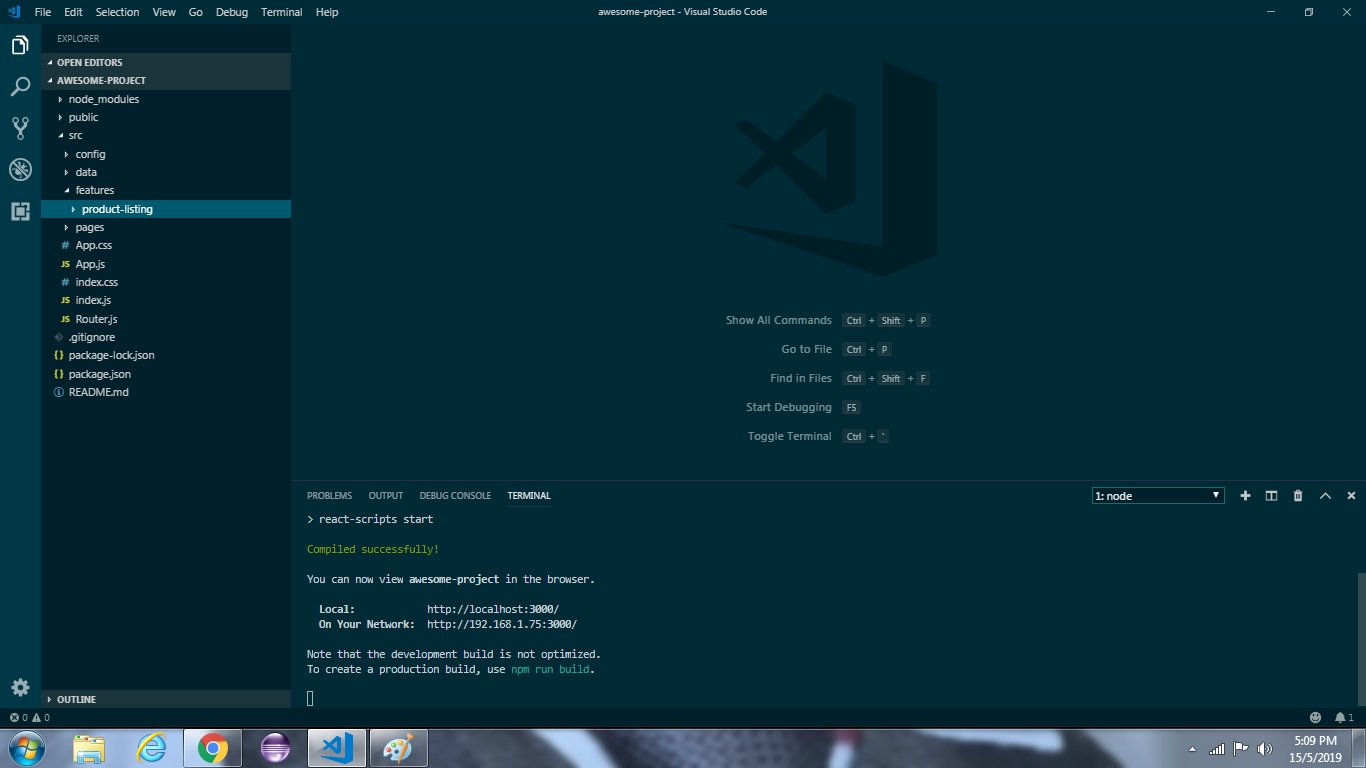 File Edit Selection View Go Debug Terminal Help
awesome-project - Visual Studio Code
EXPLORER
OPEN EDITORS
AWESOME-PROJECT
node_modules
public
src
config
data
features
product-listing
pages
# App.css
JS App.js
# index.css
JS index.js
JS Router.js
.gitignore
{} package-lock.json
{} package.json
README.md
OUTLINE
Show All Commands Ctrl + Shift + P
Go to File Ctrl + P
Find in Files Ctrl + Shift + F
Start Debugging F5
Toggle Terminal Ctrl + `
PROBLEMS OUTPUT DEBUG CONSOLE TERMINAL
1: node
> react-scripts start
Compiled successfully!
You can now view awesome-project in the browser.
Local: http://localhost:3000/
On Your Network: http://192.168.1.75:3000/
Note that the development build is not optimized.
To create a production build, use npm run build.
0 0
1
5:09 PM
15/5/2019